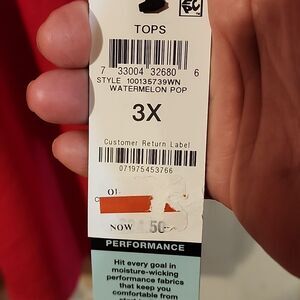 TOPS
7 33004 32680 6
STYLE 100135739WN
WATERMELON POP
3X
Customer Return Label
071975453766
NOW
PERFORMANCE
Hit every goal in
moisture-wicking
performance fabrics
that keep you
comfortable from